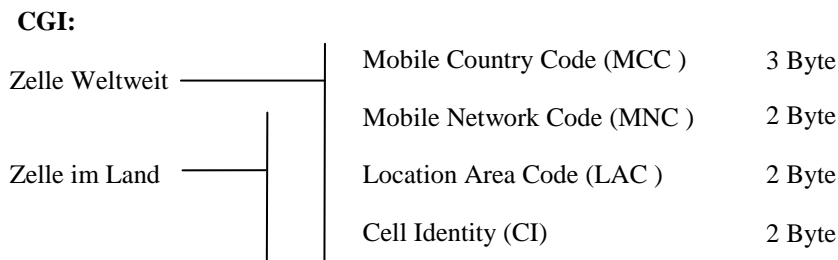 CGI:
Zelle Weltweit
Mobile Country Code (MCC ) 3 Byte
Mobile Network Code (MNC ) 2 Byte
Zelle im Land
Location Area Code (LAC ) 2 Byte
Cell Identity (CI) 2 Byte